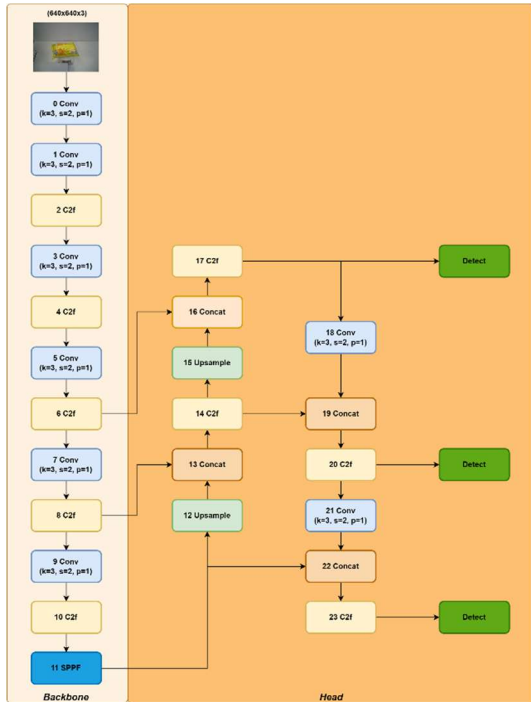 (640x640x3)
0 Conv
(k=3, s=2, p=1)
1 Conv
(k=3, s=2, p=1)
2 C2f
3 Conv
(k=3, s=2, p=1)
4 C2f
5 Conv
(k=3, s=2, p=1)
6 C2f
7 Conv
(k=3, s=2, p=1)
8 C2f
9 Conv
(k=3, s=2, p=1)
10 C2f
11 SPPF
Backbone
17 C2f
16 Concat
15 Upsample
14 C2f
13 Concat
12 Upsample
18 Conv
(k=3, s=2, p=1)
19 Concat
20 C2f
21 Conv
(k=3, s=2, p=1)
22 Concat
23 C2f
Detect
Detect
Detect
Head